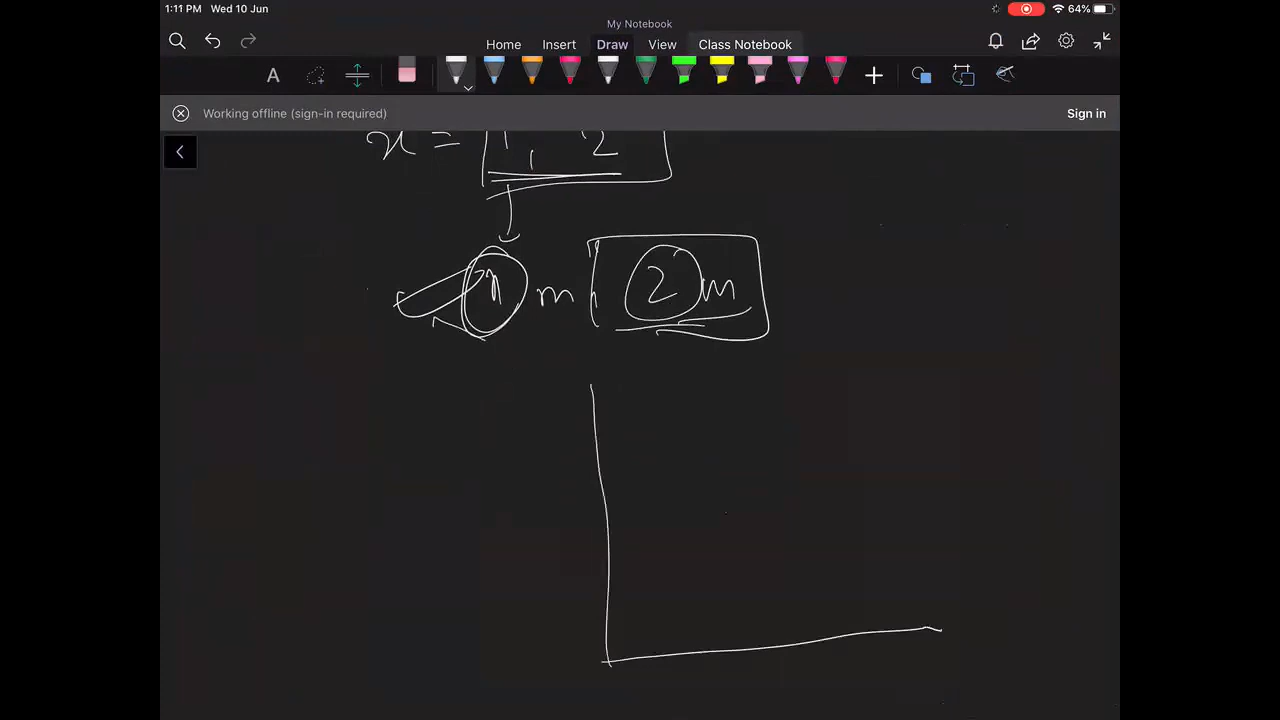 1:11 PM Wed 10 Jun
64%
My Notebook
Home Insert Draw View Class Notebook
A
Working offline (sign-in required)
Sign in
x = 1, 2
1 m, 2 m